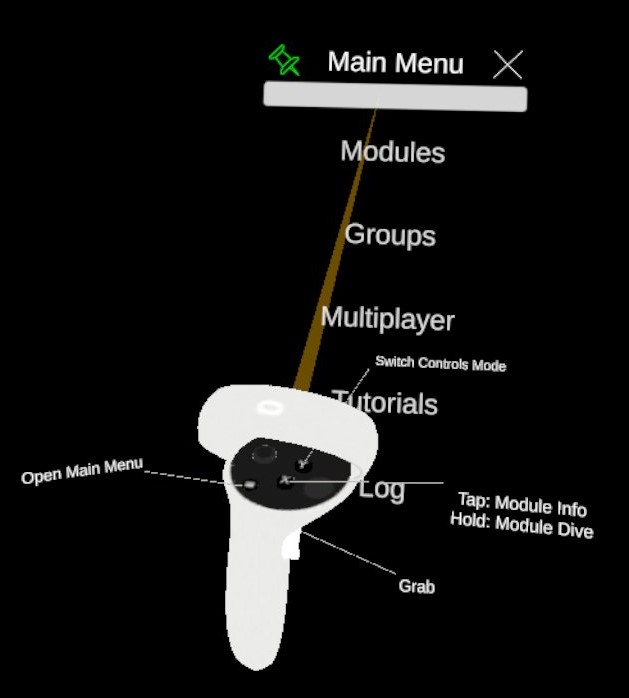 Main Menu
Modules
Groups
Multiplayer
Switch Controls Mode
Tutorials
Y
Open Main Menu
X
Log
Tap: Module Info
Hold: Module Dive
Grab